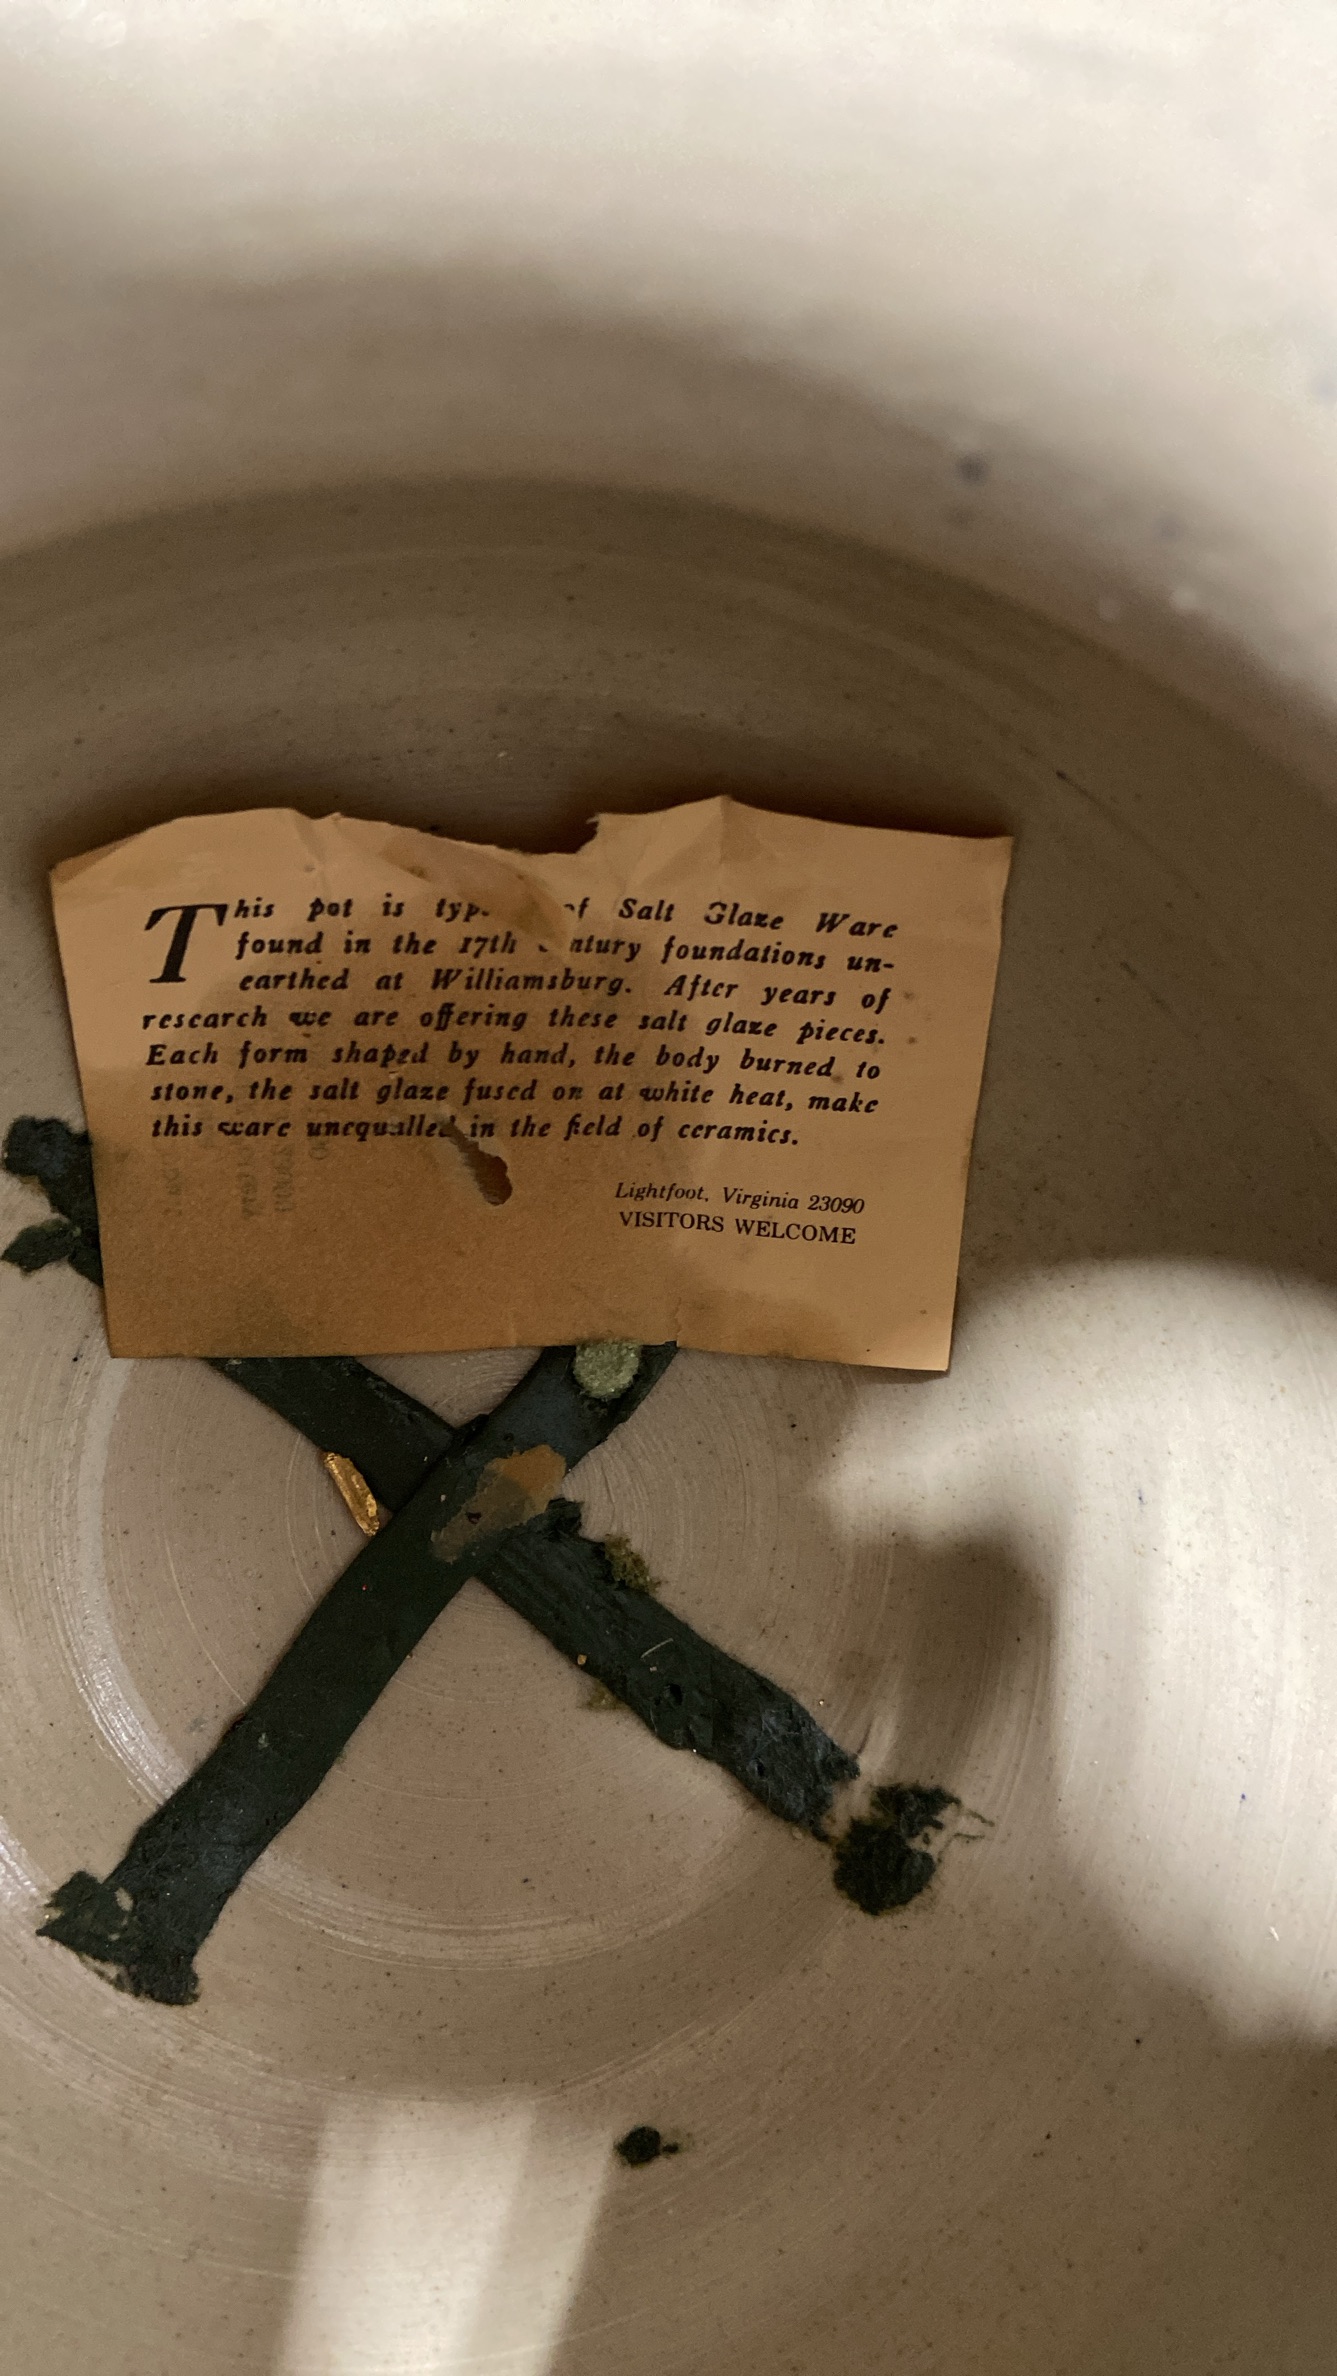 This pot is typ of Salt Glaze Ware
found in the 17th ntury foundations un-
earthed at Williamsburg. After years of
research we are offering these salt glaze pieces.
Each form shaped by hand, the body burned to
stone, the salt glaze fused on at white heat, make
this ware unequalled in the field of ceramics.
Lightfoot, Virginia 23090
VISITORS WELCOME